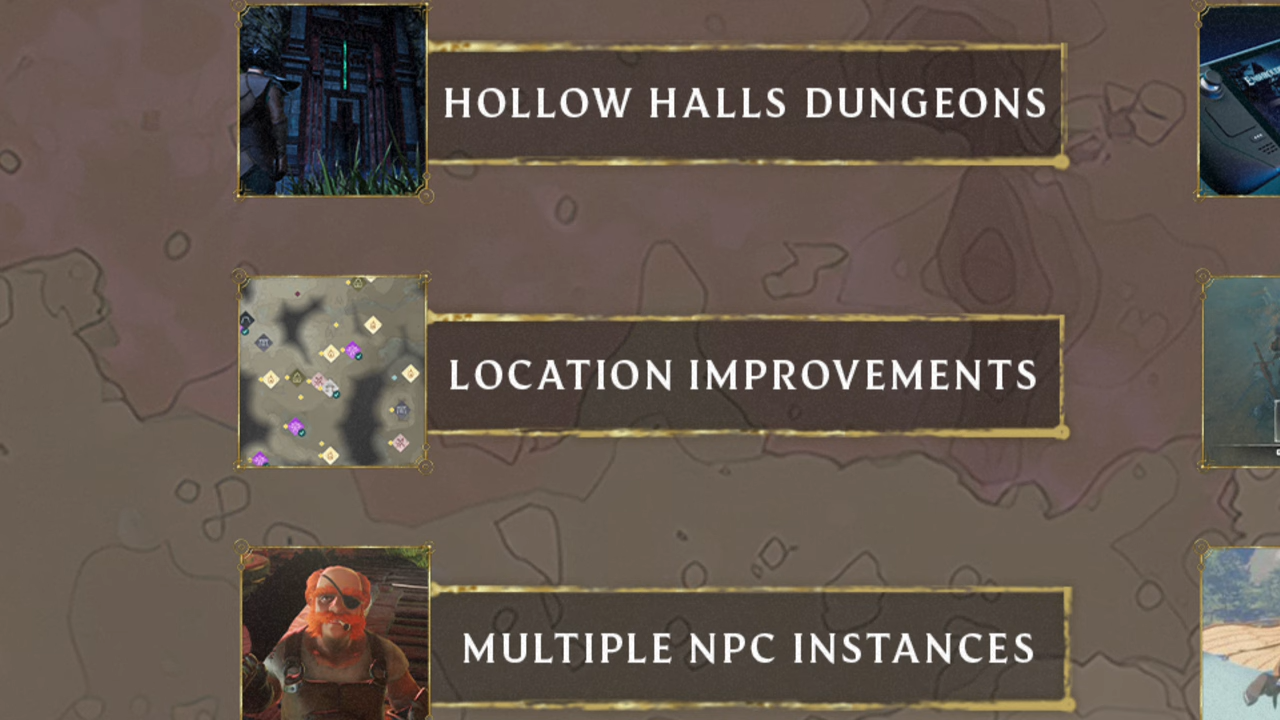 HOLLOW HALLS DUNGEONS
LOCATION IMPROVEMENTS
MULTIPLE NPC INSTANCES